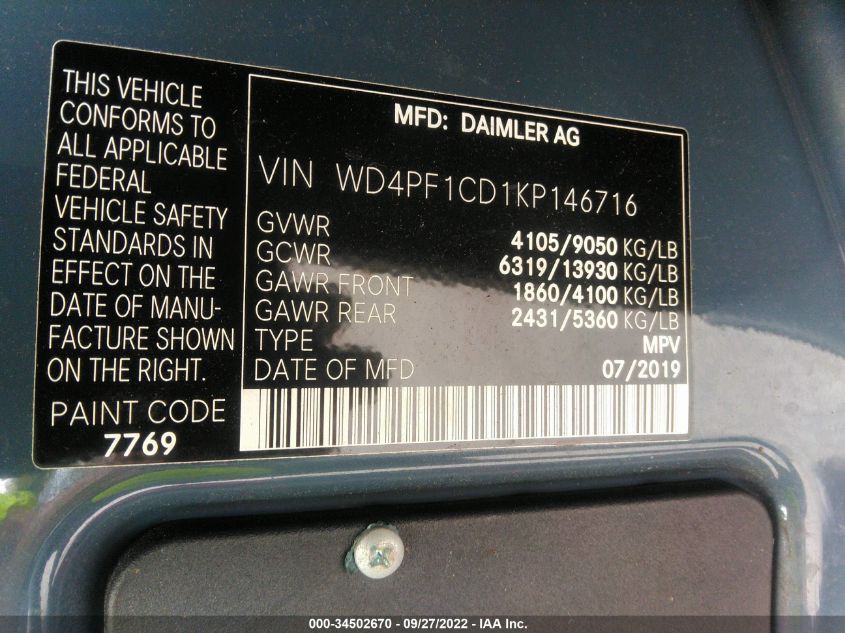 THIS VEHICLE
CONFORMS TO
ALL APPLICABLE
FEDERAL
VEHICLE SAFETY
STANDARDS IN
EFFECT ON THE
DATE OF MANU-
FACTURE SHOWN
ON THE RIGHT.
PAINT CODE
7769
MFD: DAIMLER AG
VIN WD4PF1CD1KP146716
GVWR 4105/9050 KG/LB
GCWR 6319/13930 KG/LB
GAWR FRONT 1860/4100 KG/LB
GAWR REAR 2431/5360 KG/LB
TYPE MPV
DATE OF MFD 07/2019
000-34502670 - 09/27/2022 - IAA Inc.